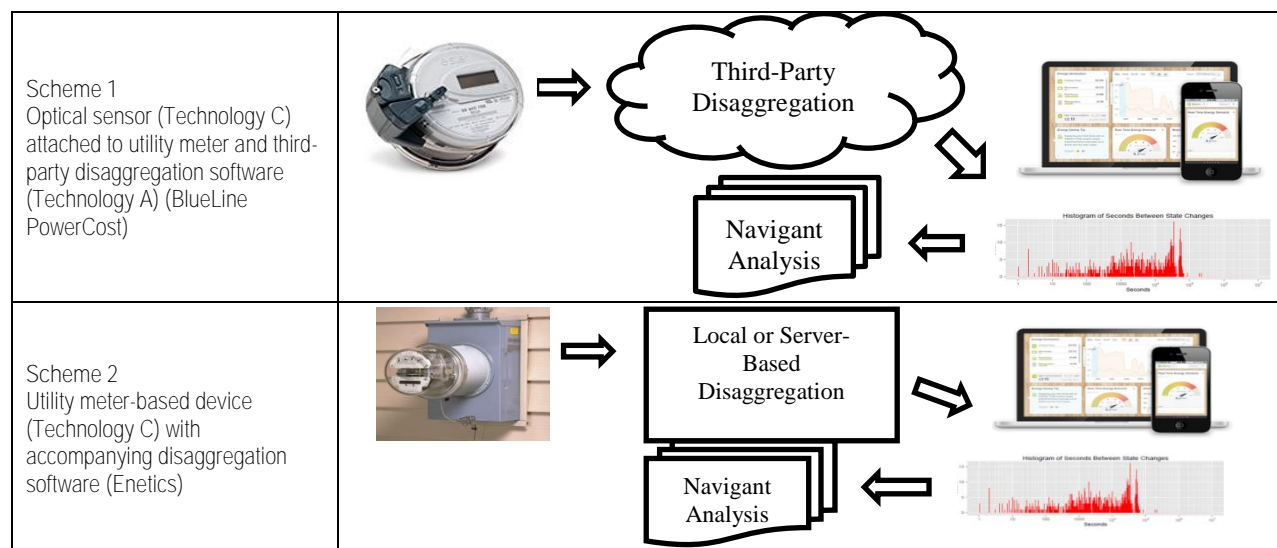 Scheme 1
Optical sensor (Technology C)
attached to utility meter and third-
party disaggregation software
(Technology A) (BlueLine
PowerCost)
Third-Party
Disaggregation
Navigant
Analysis
Histogram of Seconds Between State Changes
Seconds
Scheme 2
Utility meter-based device
(Technology C) with
accompanying disaggregation
software (Enetics)
Local or Server-
Based
Disaggregation
Navigant
Analysis
Histogram of Seconds Between State Changes
Seconds